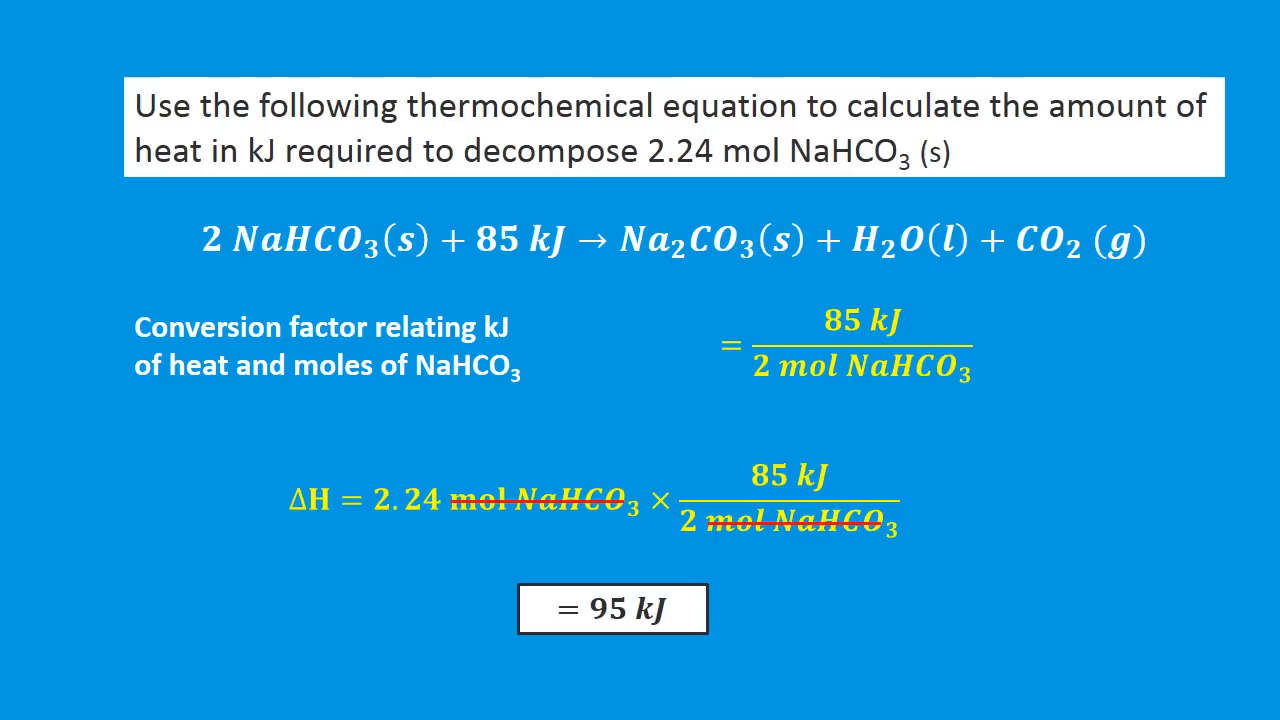 Use the following thermochemical equation to calculate the amount of
heat in kJ required to decompose 2.24 mol NaHCO₃ (s)
2 NaHCO₃(s) + 85 kJ → Na₂CO₃(s) + H₂O(l) + CO₂ (g)
Conversion factor relating kJ
of heat and moles of NaHCO₃
= 85 kJ / 2 mol NaHCO₃
ΔH = 2.24 mol NaHCO₃ × 85 kJ / 2 mol NaHCO₃
= 95 kJ